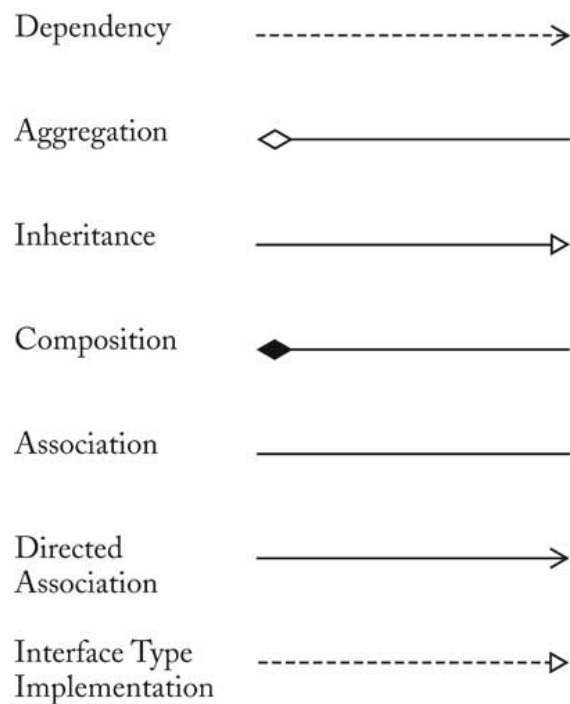 Dependency
Aggregation
Inheritance
Composition
Association
Directed
Association
Interface Type
Implementation